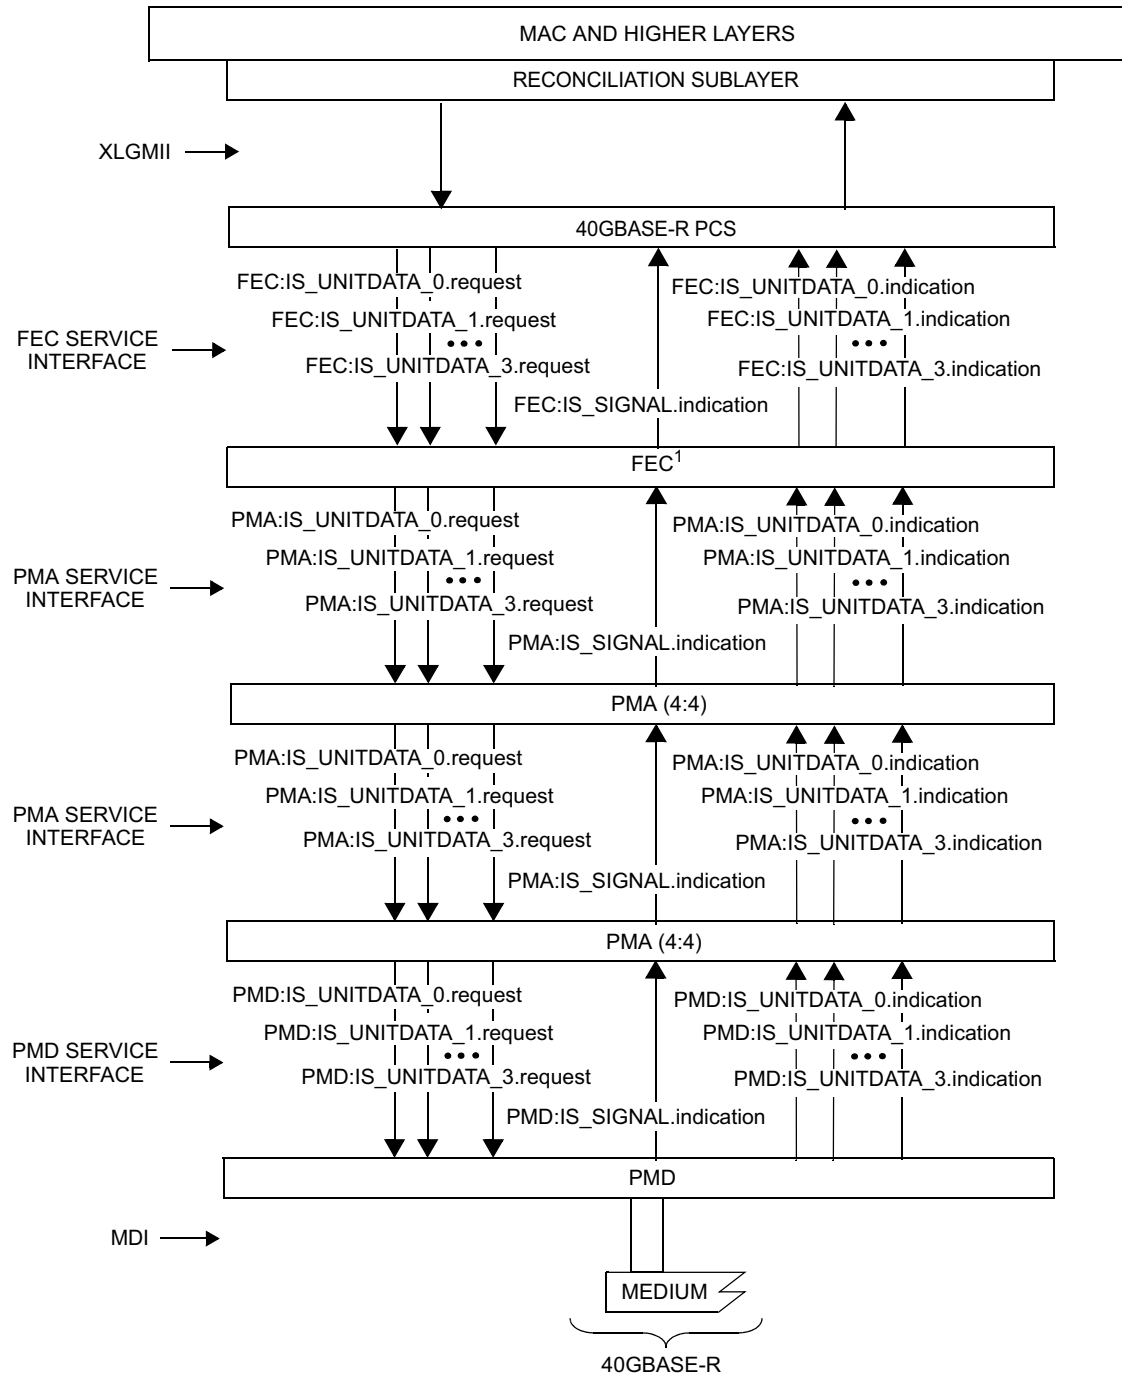 MAC AND HIGHER LAYERS
RECONCILIATION SUBLAYER
XLGMII
40GBASE-R PCS
FEC:IS_UNITDATA_0.request
FEC:IS_UNITDATA_0.indication
FEC:IS_UNITDATA_1.request
FEC:IS_UNITDATA_1.indication
FEC SERVICE
INTERFACE
•••
•••
FEC:IS_UNITDATA_3.request
FEC:IS_UNITDATA_3.indication
FEC:IS_SIGNAL.indication
FEC1
PMA:IS_UNITDATA_0.request
PMA:IS_UNITDATA_0.indication
PMA:IS_UNITDATA_1.request
PMA:IS_UNITDATA_1.indication
PMA SERVICE
INTERFACE
•••
•••
PMA:IS_UNITDATA_3.request
PMA:IS_UNITDATA_3.indication
PMA:IS_SIGNAL.indication
PMA (4:4)
PMA:IS_UNITDATA_0.request
PMA:IS_UNITDATA_0.indication
PMA:IS_UNITDATA_1.request
PMA:IS_UNITDATA_1.indication
PMA SERVICE
INTERFACE
•••
•••
PMA:IS_UNITDATA_3.request
PMA:IS_UNITDATA_3.indication
PMA:IS_SIGNAL.indication
PMA (4:4)
PMD:IS_UNITDATA_0.request
PMD:IS_UNITDATA_0.indication
PMD:IS_UNITDATA_1.request
PMD:IS_UNITDATA_1.indication
PMD SERVICE
INTERFACE
•••
•••
PMD:IS_UNITDATA_3.request
PMD:IS_UNITDATA_3.indication
PMD:IS_SIGNAL.indication
PMD
MDI
MEDIUM
40GBASE-R